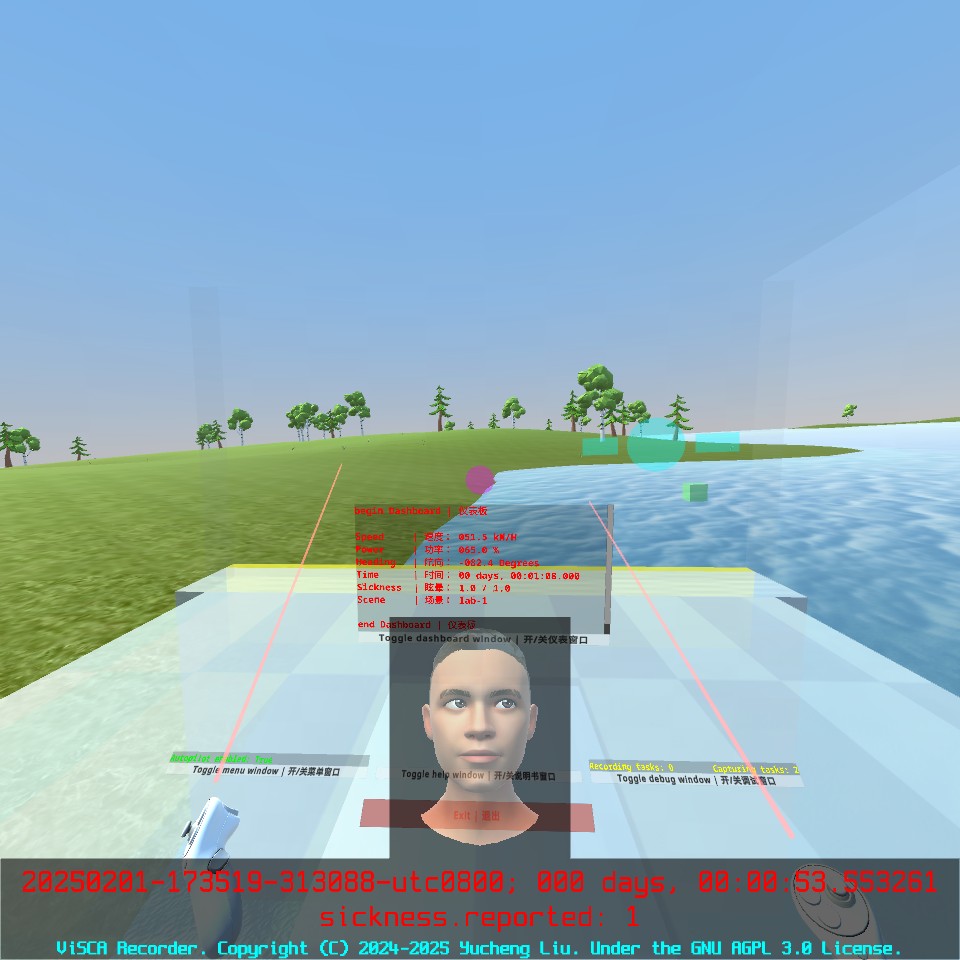 begin Dashboard | 仪表板
Speed | 速度: 051.5 kM/H
Power | 功率: 065.0 %
Heading | 航向: -002.4 Degrees
Time | 时间: 00 days, 00:01:06.000
Sickness | 眩晕: 1.0 / 1.0
Scene | 场景: lab-1
end Dashboard | 仪表板
Toggle dashboard window | 开/关仪表窗口
Autopilot enabled: True
Toggle menu window | 开/关菜单窗口
Toggle help window | 开/关说明书窗口
Recording tasks: 0 Capturing tasks: 2
Toggle debug window | 开/关调试窗口
Exit | 退出
20250201-173519-313088-utc0800; 000 days, 00:00:53.553261
sickness.reported: 1
ViSCA Recorder. Copyright (C) 2024-2025 Yucheng Liu. Under the GNU AGPL 3.0 License.